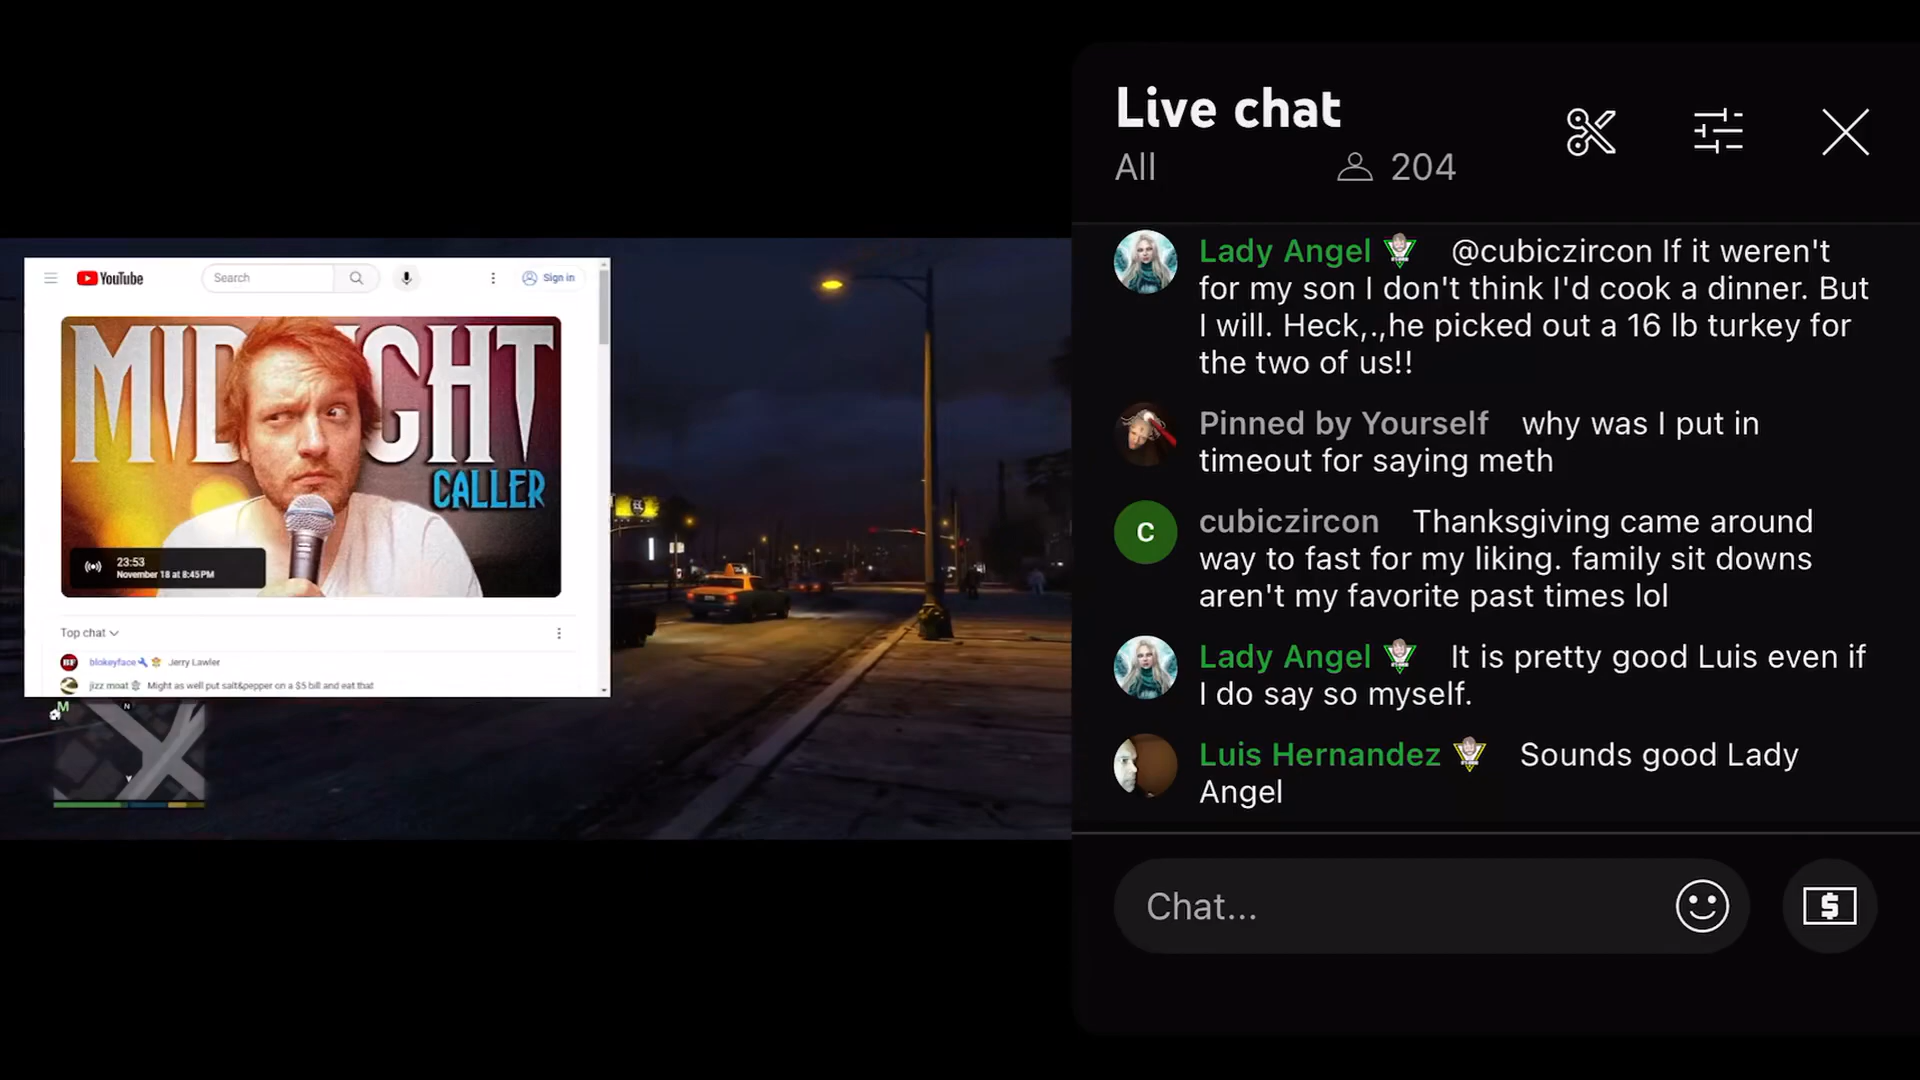 YouTube
Search
Sign in
MIDNIGHT
CALLER
23:53
November 18 at 8:45PM
Top chat
BF blokeyface Jerry Lawler
jizz moat Might as well put salt&pepper on a $5 bill and eat that
M
N
Live chat
All 204
Lady Angel @cubiczircon If it weren't
for my son I don't think I'd cook a dinner. But
I will. Heck,.,he picked out a 16 lb turkey for
the two of us!!
Pinned by Yourself why was I put in
timeout for saying meth
C cubiczircon Thanksgiving came around
way to fast for my liking. family sit downs
aren't my favorite past times lol
Lady Angel It is pretty good Luis even if
I do say so myself.
Luis Hernandez Sounds good Lady
Angel
Chat...
$